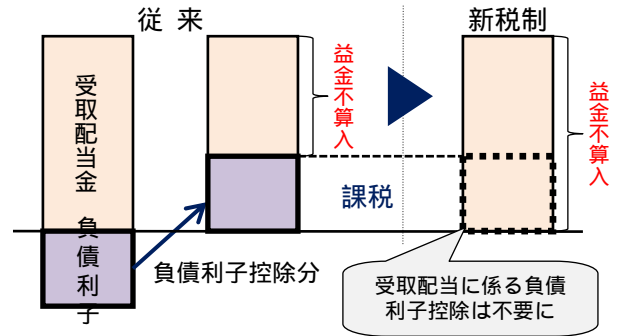 従 来
新税制
受取配当金
負債利子
益金不算入
課税
負債利子控除分
益金不算入
受取配当に係る負債
利子控除は不要に